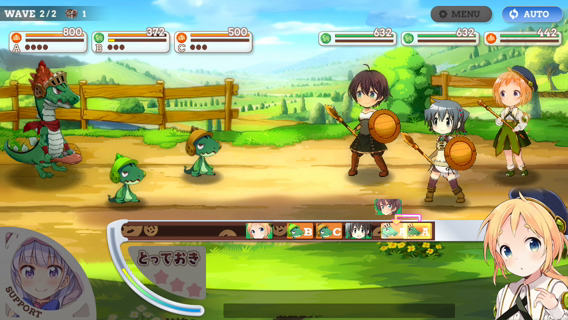 WAVE 2/2 1
MENU
AUTO
800
A
372
B
500
C
632
632
442
B
C
A
とっておき
SUPPORT